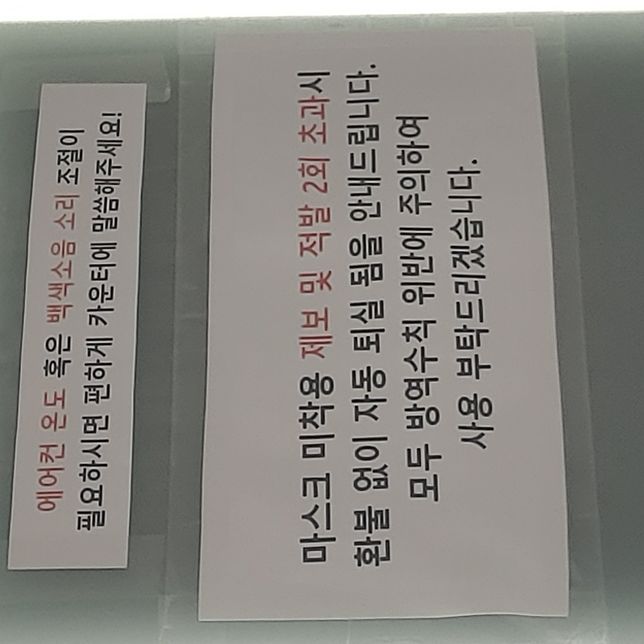 에어컨 온도 혹은 백색소음 소리 조절이
필요하시면 편하게 카운터에 말씀해주세요!
마스크 미착용 제보 및 적발 2회 초과시
환불 없이 자동 퇴실 됨을 안내드립니다.
모두 방역수칙 위반에 주의하여
사용 부탁드리겠습니다.